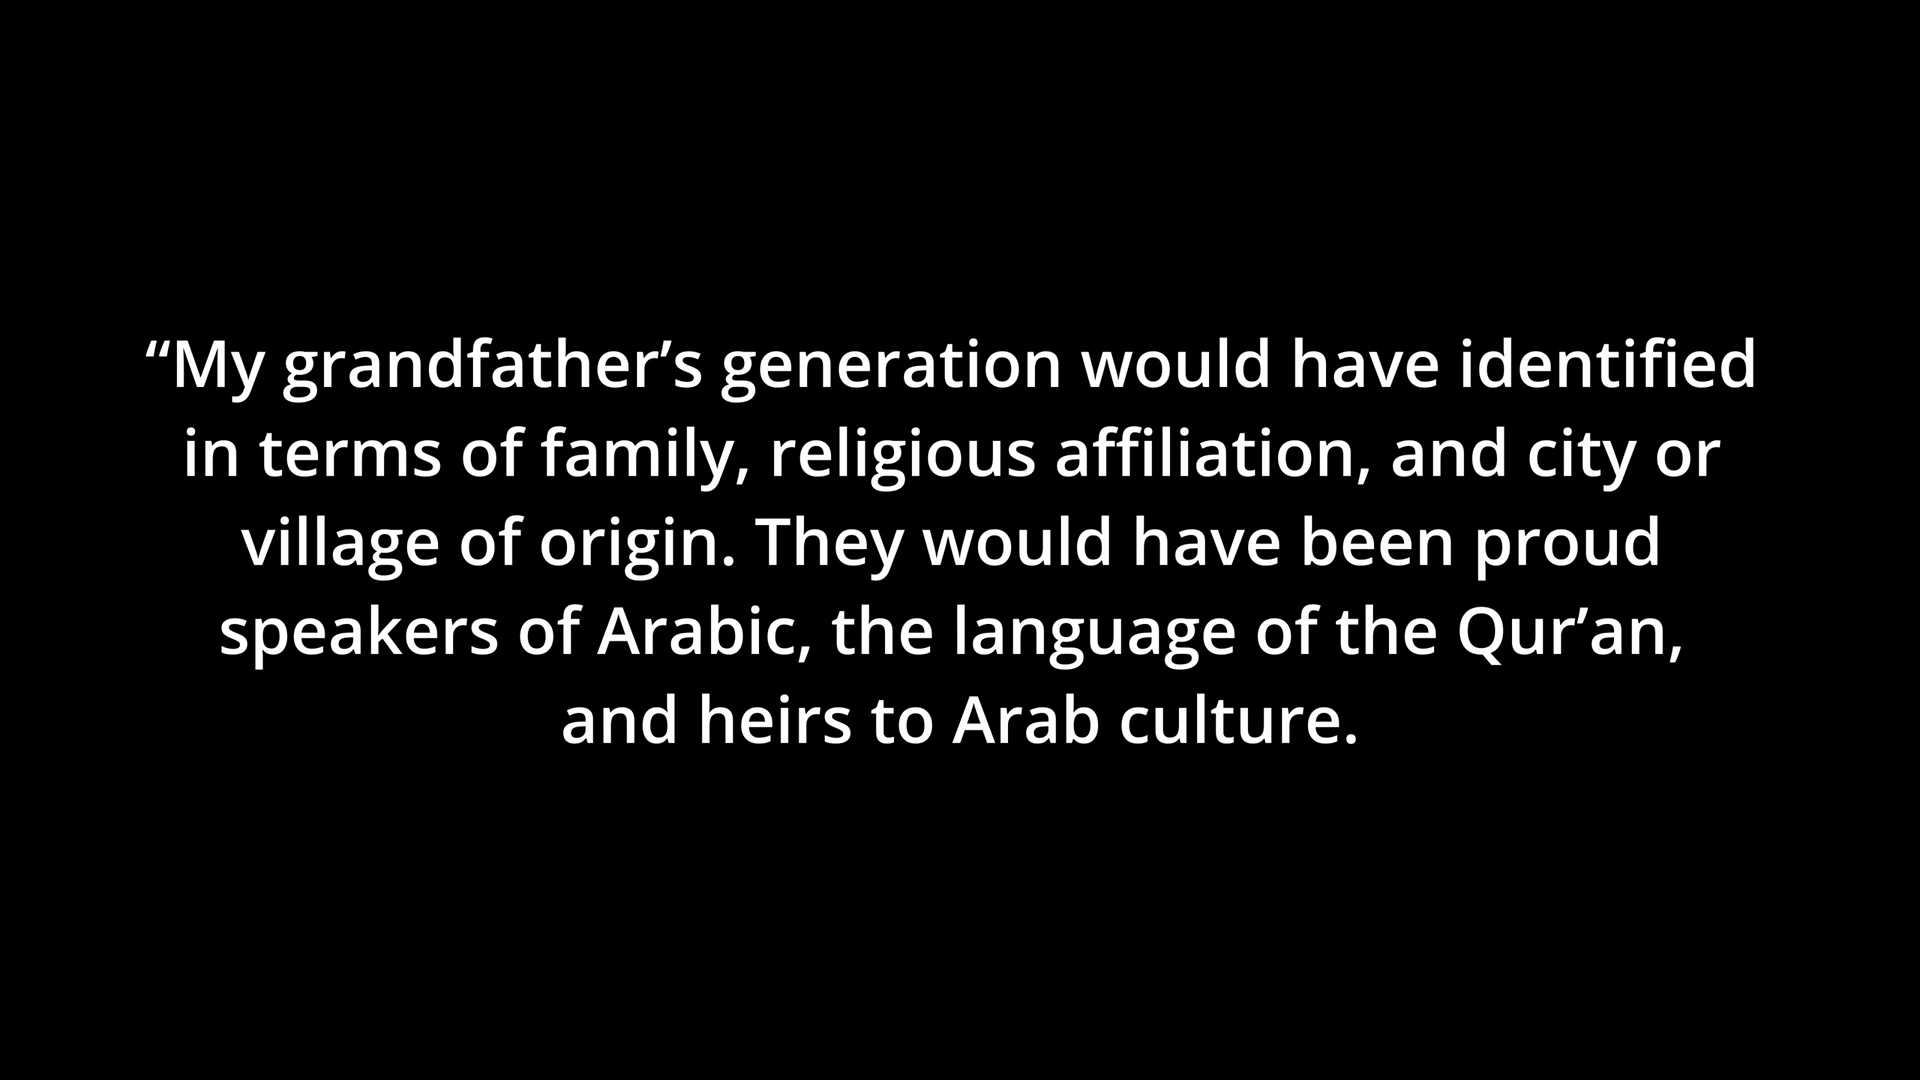 “My grandfather’s generation would have identified
in terms of family, religious affiliation, and city or
village of origin. They would have been proud
speakers of Arabic, the language of the Qur’an,
and heirs to Arab culture.